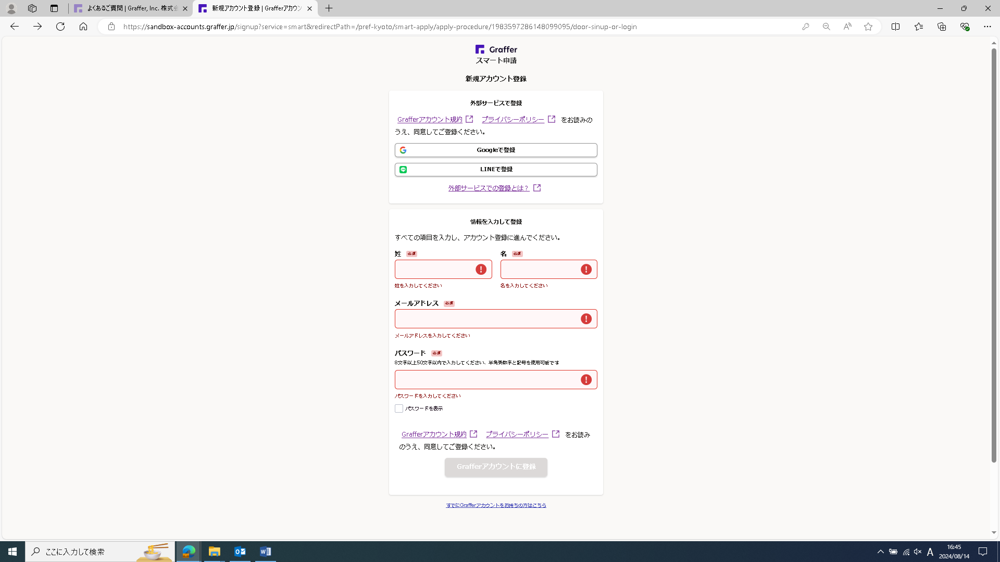 よくあるご質問 | Graffer, Inc. 株式会
新規アカウント登録 | Grafferアカウン
https://sandbox-accounts.graffer.jp/signup?service=smart&redirectPath=/pref-kyoto/smart-apply/apply-procedure/1983597286148099095/door-sinup-or-login
Graffer
スマート申請
新規アカウント登録
外部サービスで登録
Grafferアカウント規約 プライバシーポリシー をお読みの
うえ、同意してご登録ください。
Googleで登録
LINEで登録
外部サービスでの登録とは？
情報を入力して登録
すべての項目を入力し、アカウント登録に進んでください。
姓 必須 名 必須
姓を入力してください 名を入力してください
メールアドレス 必須
メールアドレスを入力してください
パスワード 必須
8文字以上50文字以内で入力してください、半角英数字と記号を使用可能です
パスワードを入力してください
パスワードを表示
Grafferアカウント規約 プライバシーポリシー をお読み
のうえ、同意してご登録ください。
Grafferアカウントに登録
すでにGrafferアカウントをお持ちの方はこちら
ここに入力して検索
A
16:45
2024/08/14